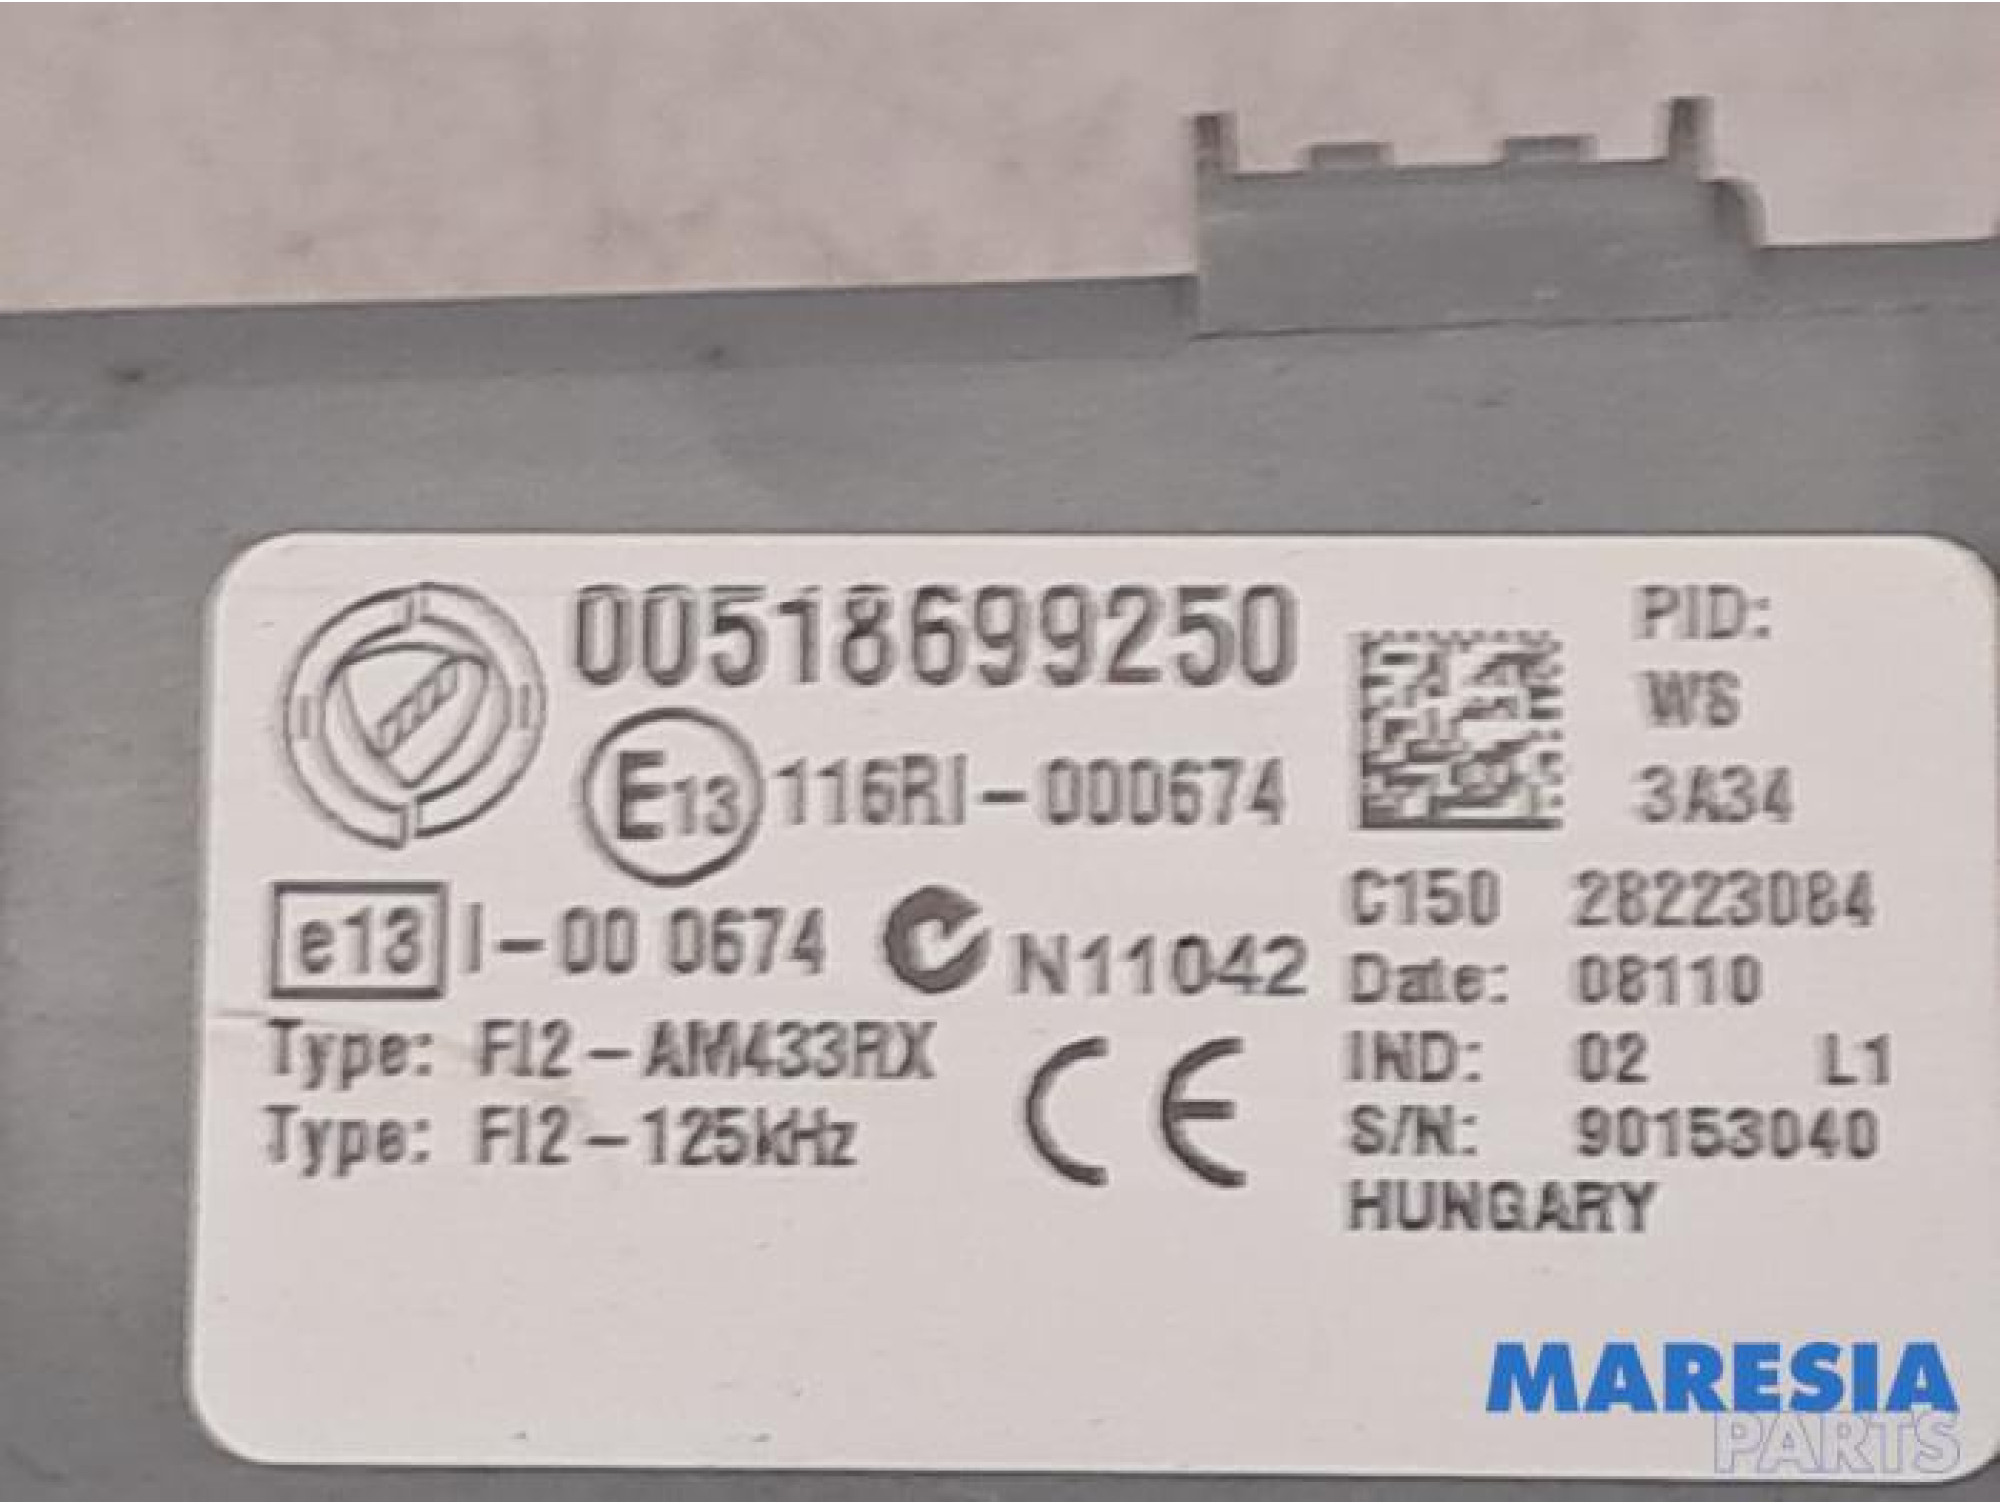 00518699250
E13 116RI-000674
e13 I-00 0674 N11042
Type: FI2-AM433RX
Type: FI2-125kHz
CE
PID:
WS
3A34
C150 28223084
Date: 08110
IND: 02 L1
S/N: 90153040
HUNGARY
MARESIA
PARTS